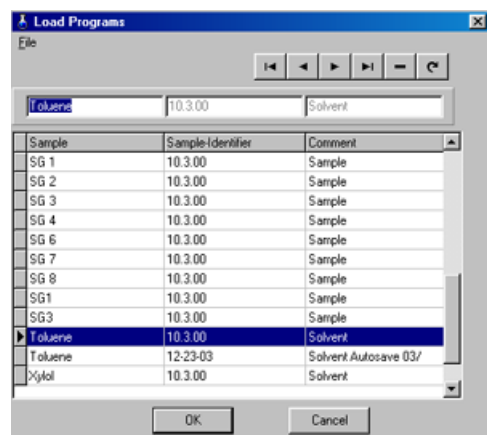 Load Programs
File
Toluene 10.3.00 Solvent
Sample Sample-Identifier Comment
SG 1 10.3.00 Sample
SG 2 10.3.00 Sample
SG 3 10.3.00 Sample
SG 4 10.3.00 Sample
SG 6 10.3.00 Sample
SG 7 10.3.00 Sample
SG 8 10.3.00 Sample
SG1 10.3.00 Sample
SG3 10.3.00 Sample
Toluene 10.3.00 Solvent
Toluene 12-23-03 Solvent Autosave 03/
Xylol 10.3.00 Solvent
OK Cancel